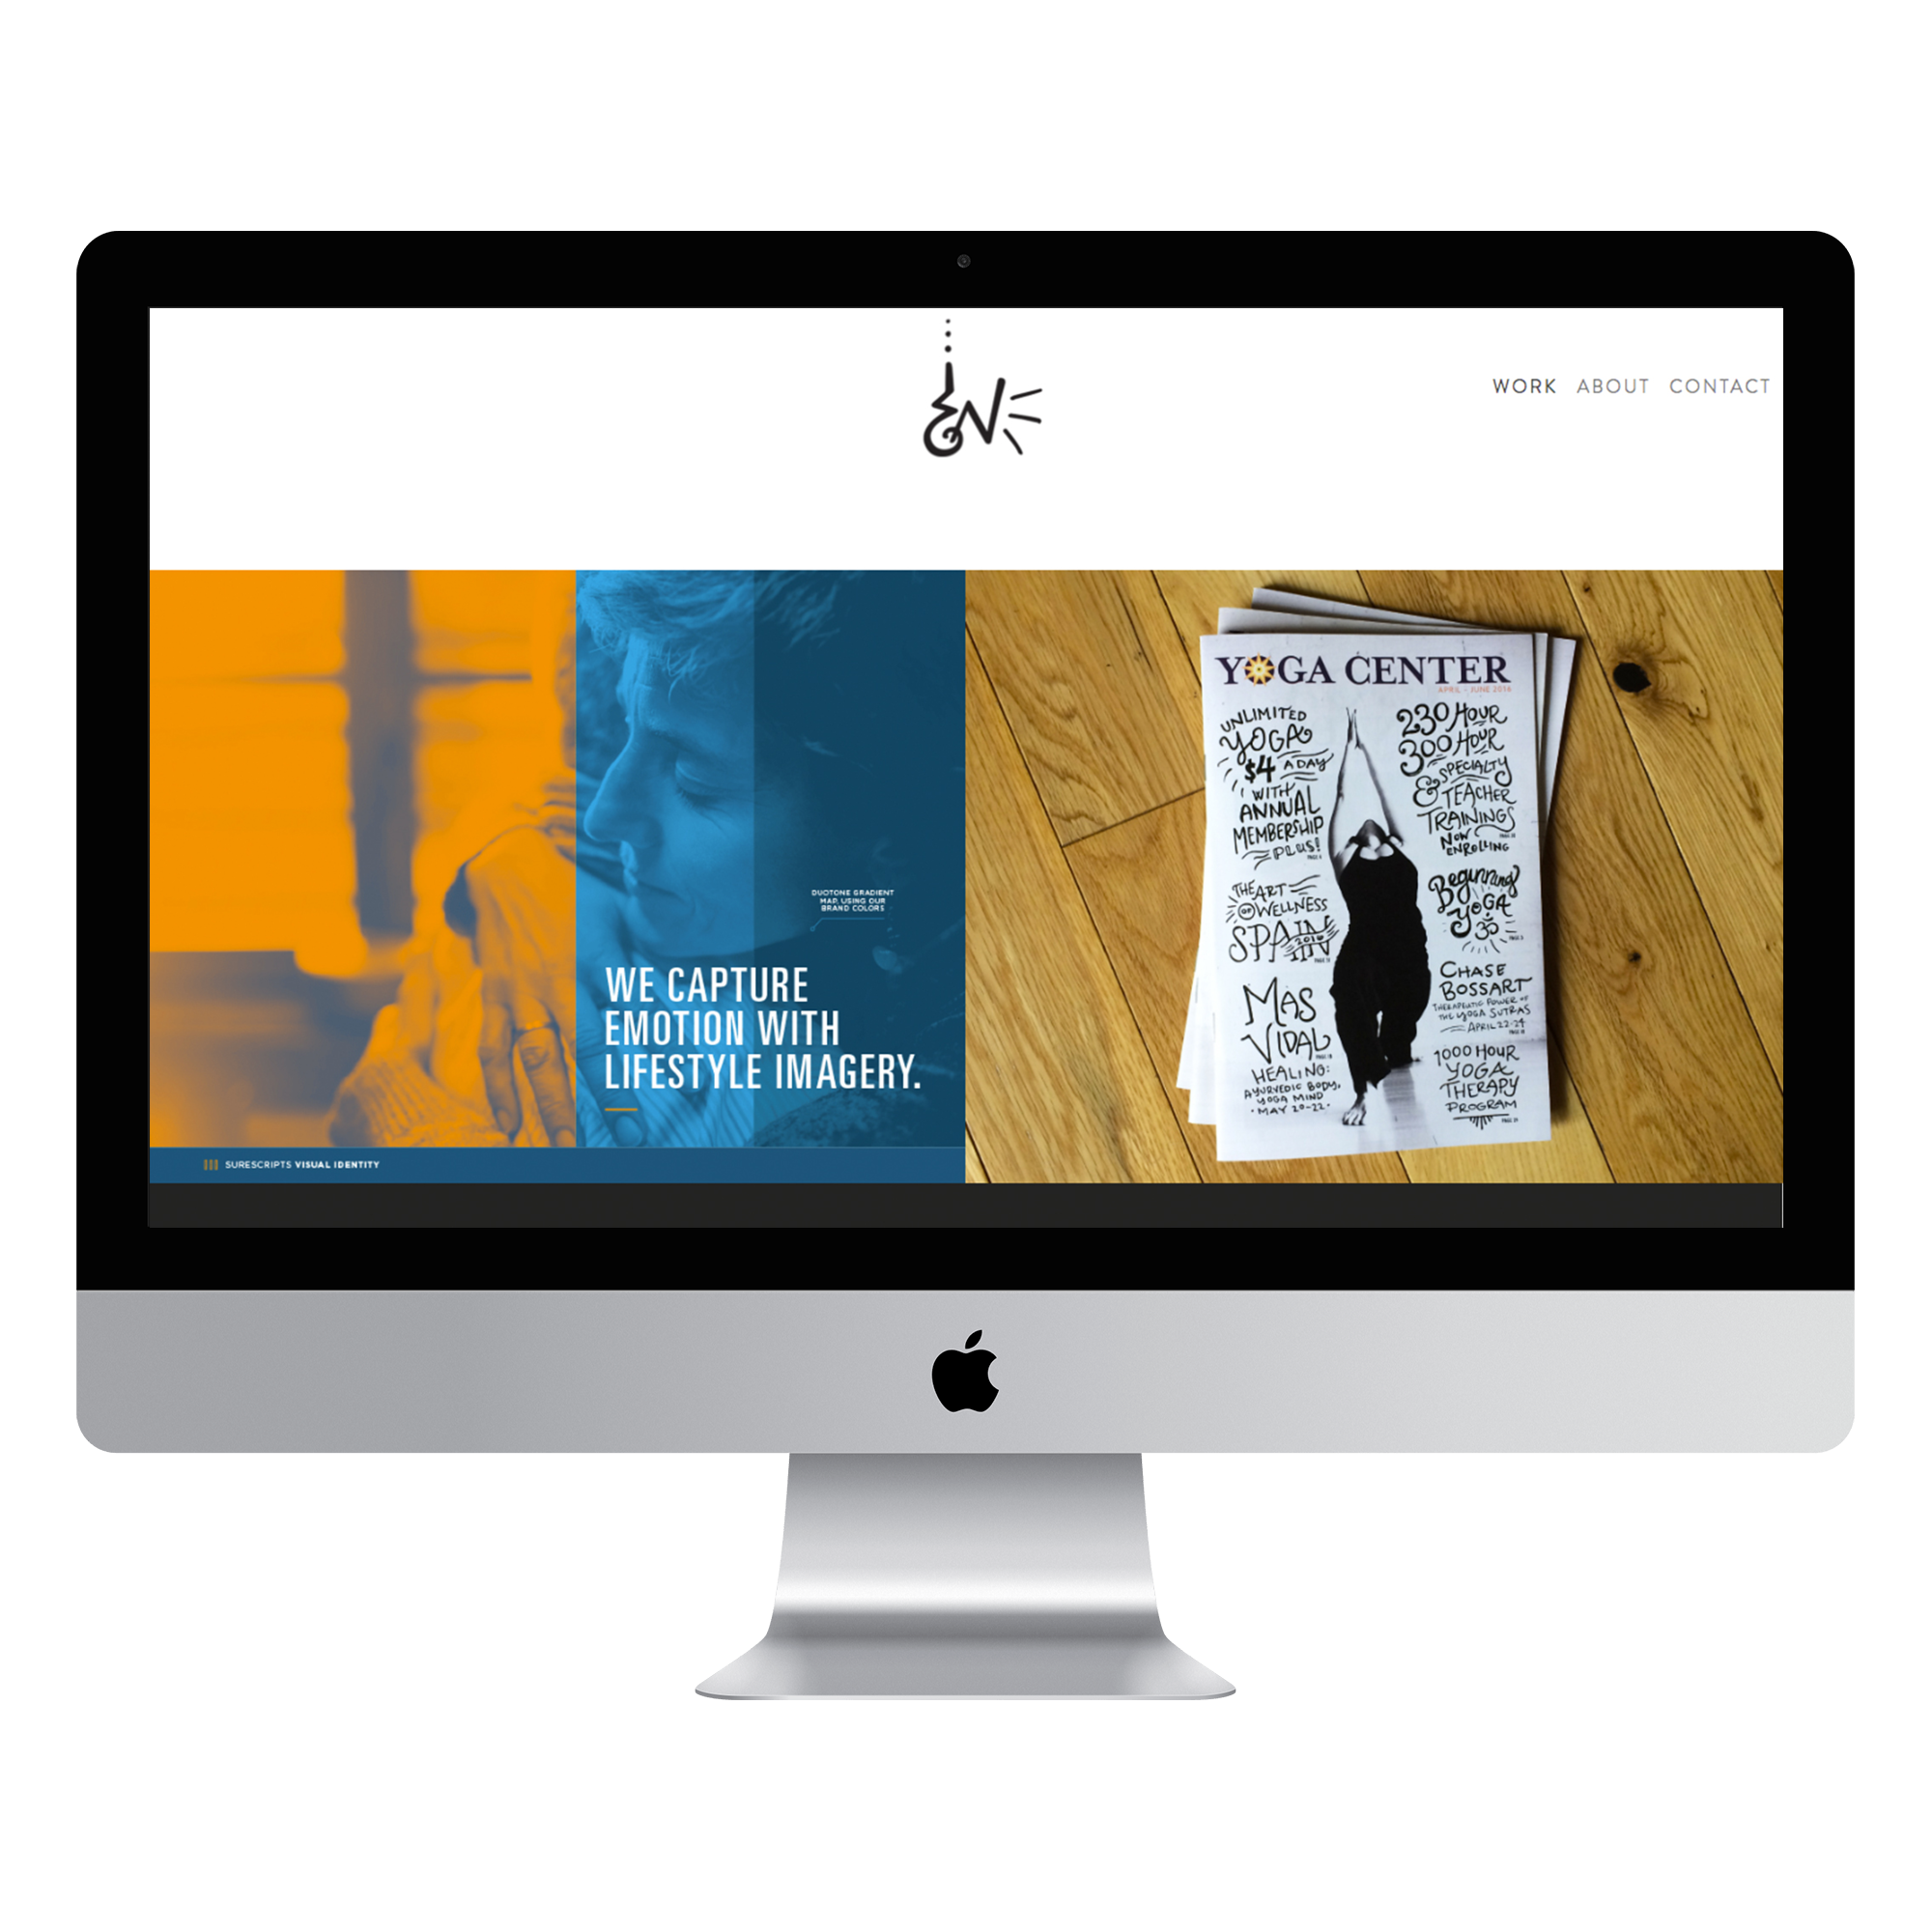 EN
WORK ABOUT CONTACT
DUOTONE GRADIENT
MAP, USING OUR
BRAND COLORS
WE CAPTURE
EMOTION WITH
LIFESTYLE IMAGERY.
SURESCRIPTS VISUAL IDENTITY
YOGA CENTER
APRIL - JUNE 2016
UNLIMITED
YOGA
$4 A DAY
WITH
ANNUAL
MEMBERSHIP
PLUS!
THE ART
OF WELLNESS
SPAIN
2016
MAS
VIDAL
HEALING:
AYURVEDIC BODY,
YOGA MIND
• MAY 20-22 •
230 HOUR
300 HOUR
& SPECIALTY
TEACHER
TRAININGS
NOW
ENROLLING
Beginning
YOGA
ॐ
CHASE
BOSSART
THERAPEUTIC POWER OF
THE YOGA SUTRAS
APRIL 22-24
1000 HOUR
YOGA
THERAPY
PROGRAM